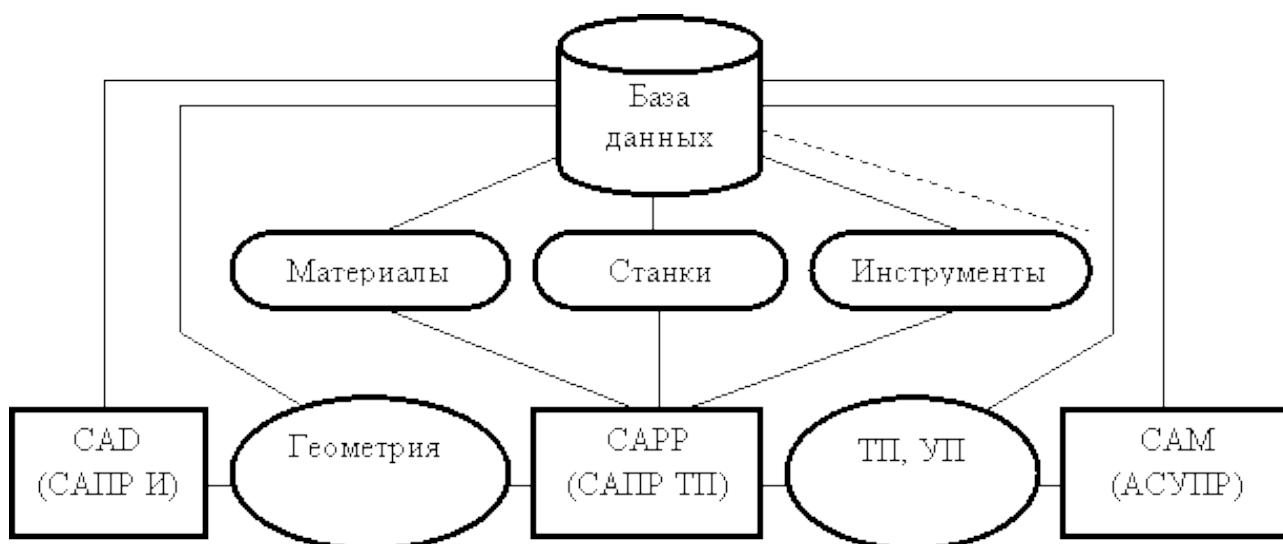 База
данных
Материалы
Станки
Инструменты
CAD
(САПР И)
Геометрия
CAPP
(САПР ТП)
ТП, УП
CAM
(АСУПР)